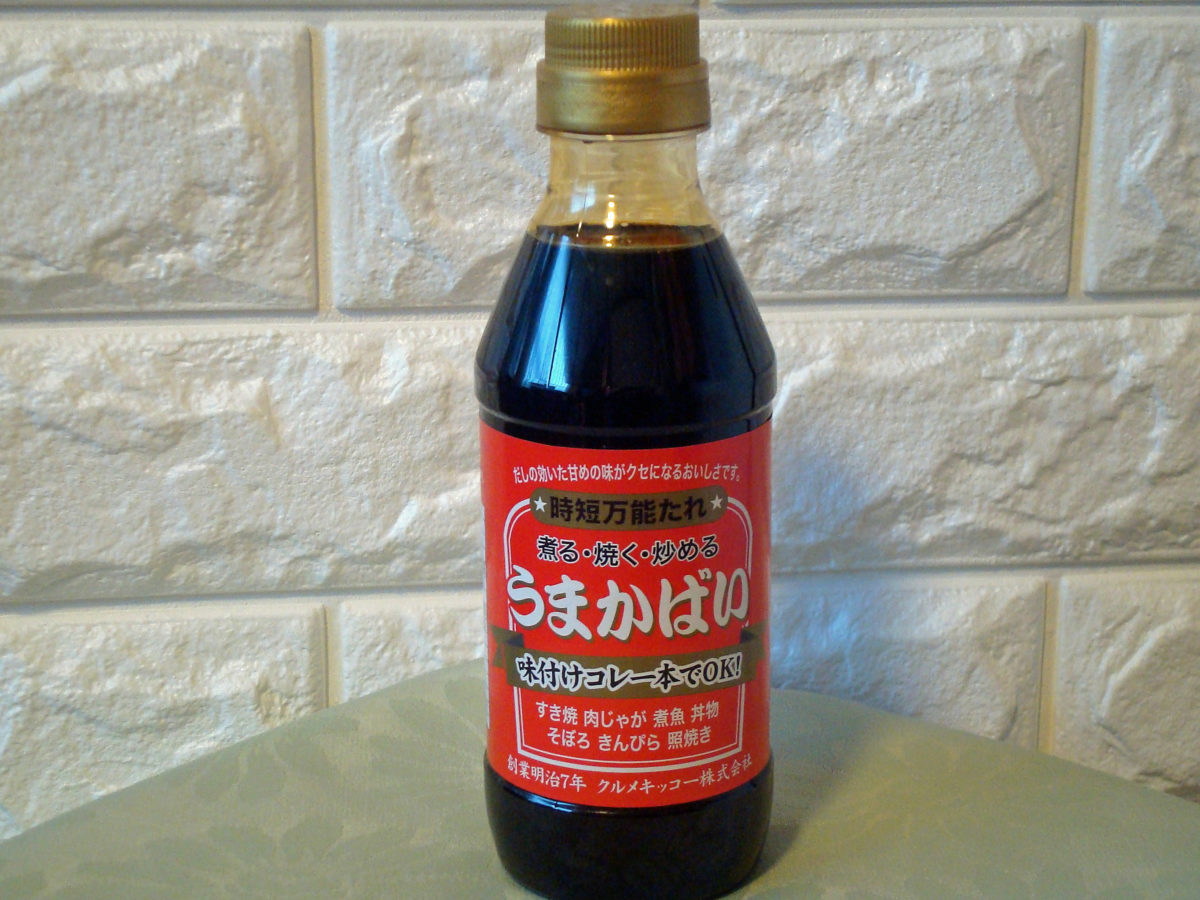 だしの効いた甘めの味がクセになるおいしさです。
★時短万能たれ★
煮る・焼く・炒める
うまかばい
味付けコレ一本でOK!
すき焼 肉じゃが 煮魚 丼物
そぼろ きんぴら 照焼き
創業明治7年 クルメキッコー株式会社